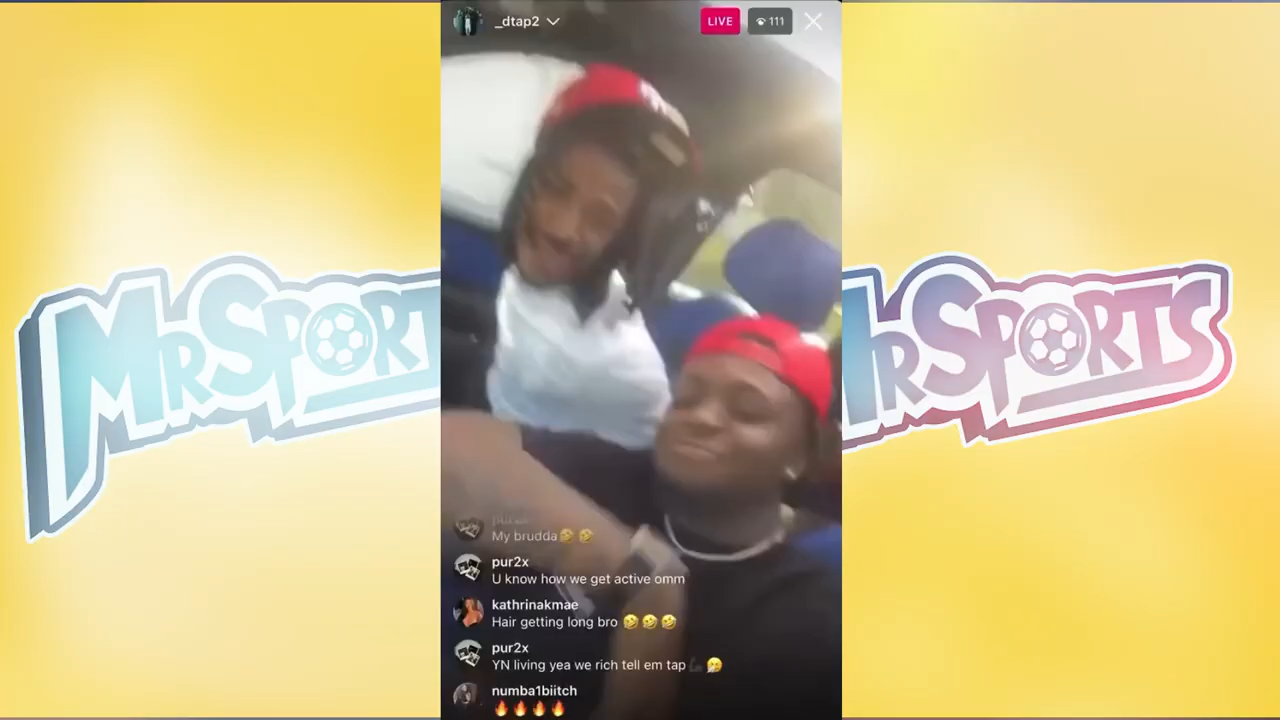 _dtap2
LIVE
111
MRSPORTS
MRSPORTS
My brudda🤣🤣
pur2x
U know how we get active omm
kathrinakmae
Hair getting long bro 🤣🤣🤣
pur2x
YN living yea we rich tell em tap
numba1biitch
🔥🔥🔥🔥